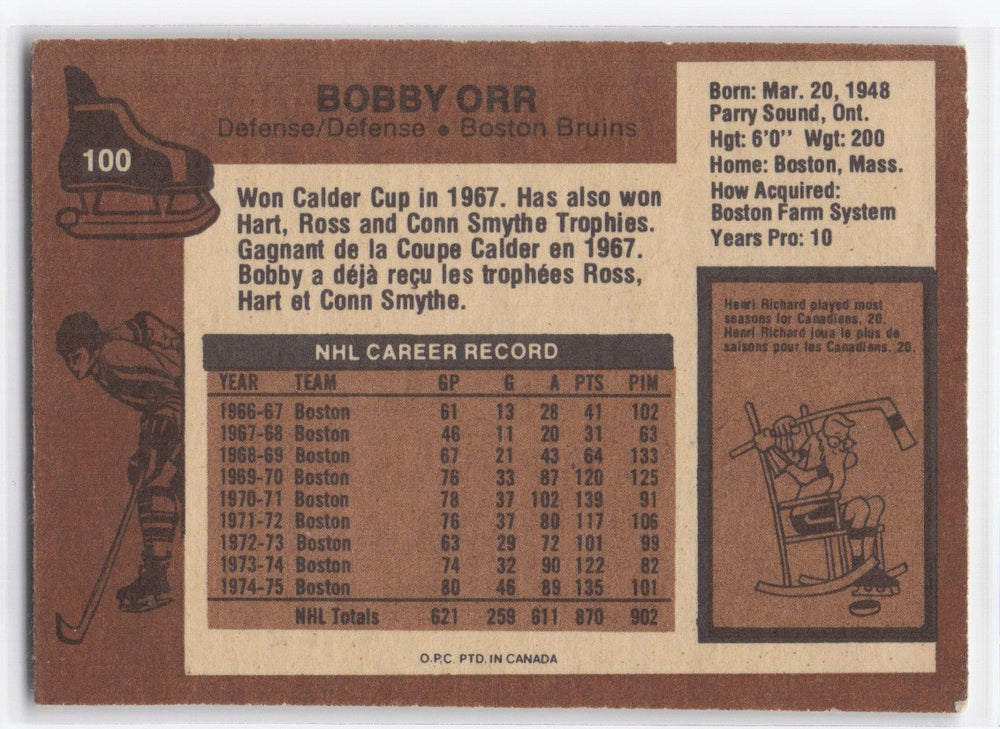 BOBBY ORR
Defense/Défense • Boston Bruins
100
Won Calder Cup in 1967. Has also won
Hart, Ross and Conn Smythe Trophies.
Gagnant de la Coupe Calder en 1967.
Bobby a déjà reçu les trophées Ross,
Hart et Conn Smythe.
Born: Mar. 20, 1948
Parry Sound, Ont.
Hgt: 6'0'' Wgt: 200
Home: Boston, Mass.
How Acquired:
Boston Farm System
Years Pro: 10
NHL CAREER RECORD
YEAR TEAM GP G A PTS PIM
1966-67 Boston 61 13 28 41 102
1967-68 Boston 46 11 20 31 63
1968-69 Boston 67 21 43 64 133
1969-70 Boston 76 33 87 120 125
1970-71 Boston 78 37 102 139 91
1971-72 Boston 76 37 80 117 106
1972-73 Boston 63 29 72 101 99
1973-74 Boston 74 32 90 122 82
1974-75 Boston 80 46 89 135 101
NHL Totals 621 259 611 870 902
Henri Richard played most
seasons for Canadiens. 20.
Henri Richard joua le plus de
saisons pour les Canadiens. 20.
O.P.C. PTD. IN CANADA